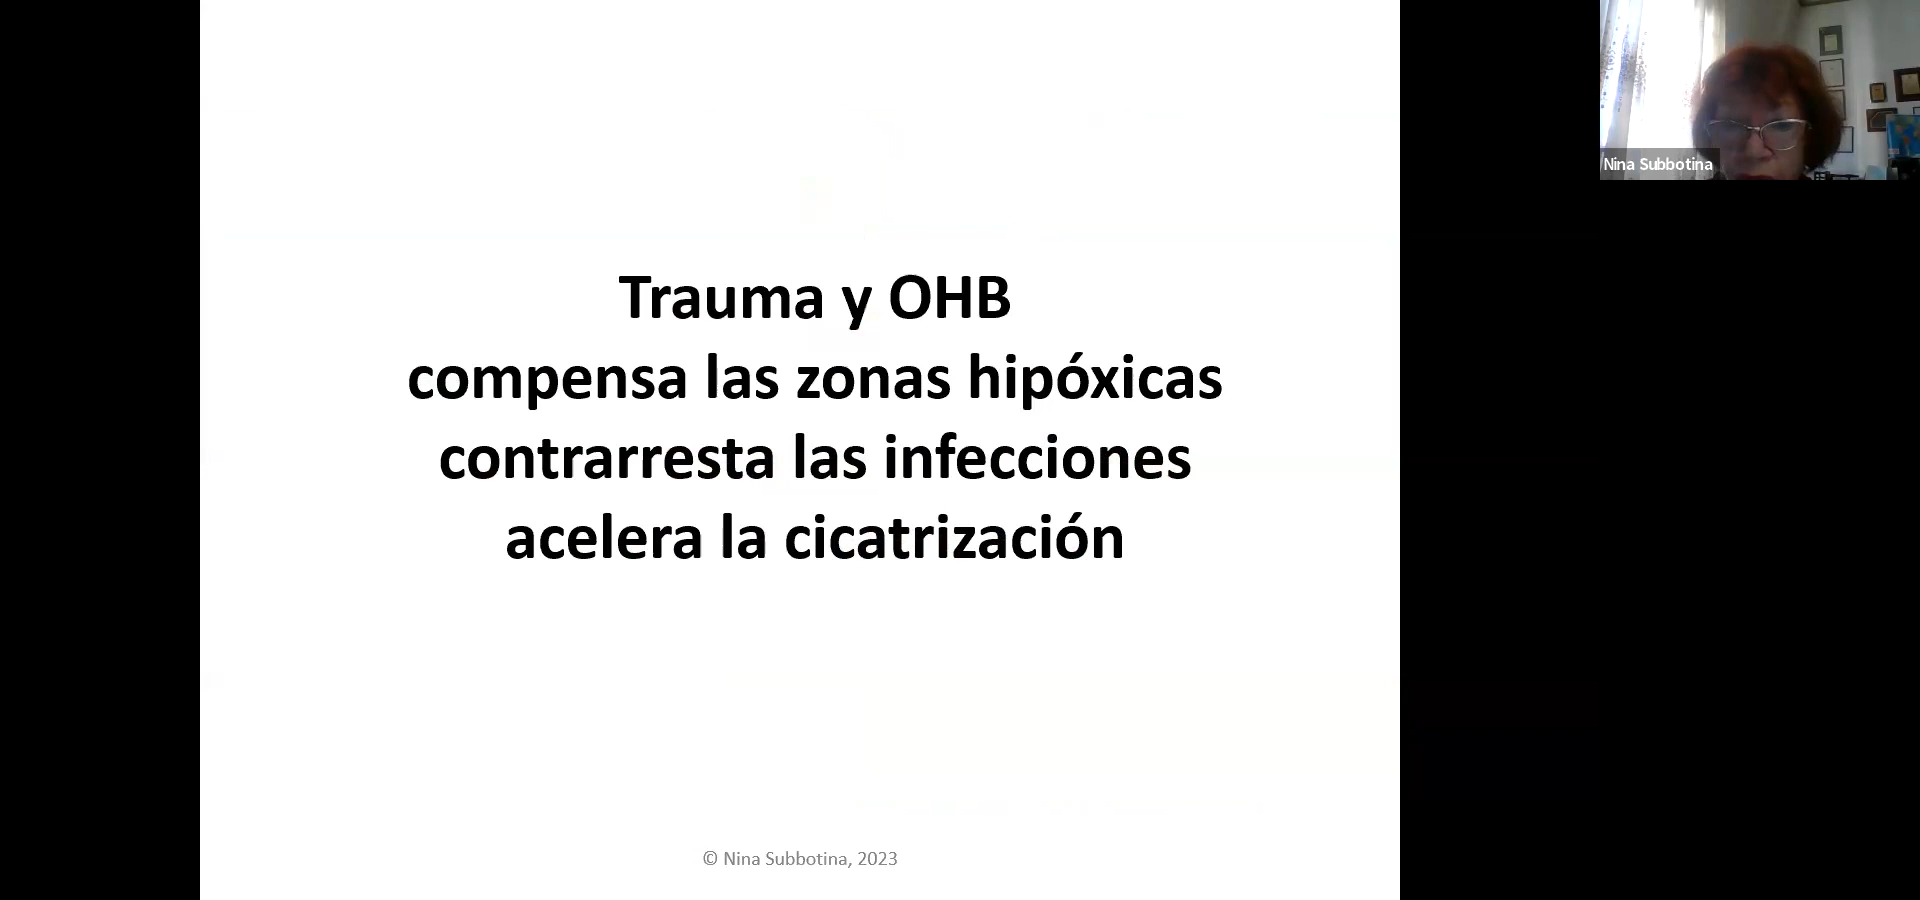 Trauma y OHB
compensa las zonas hipóxicas
contrarresta las infecciones
acelera la cicatrización
© Nina Subbotina, 2023
Nina Subbotina